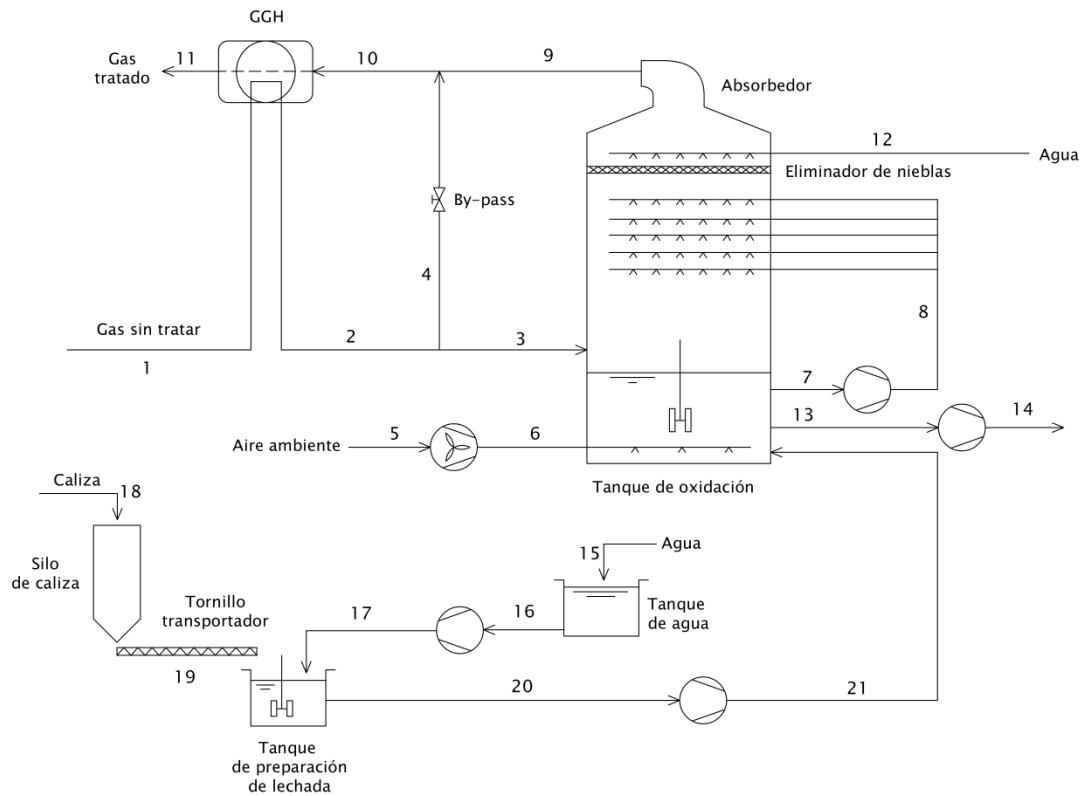 GGH
Gas
tratado
11
10
9
Absorbedor
12
Agua
Eliminador de nieblas
By-pass
4
8
Gas sin tratar
1
2
3
7
13
14
Aire ambiente
5
6
Tanque de oxidación
Caliza
18
Silo
de caliza
Tornillo
transportador
19
17
16
15
Agua
Tanque
de agua
20
21
Tanque
de preparación
de lechada